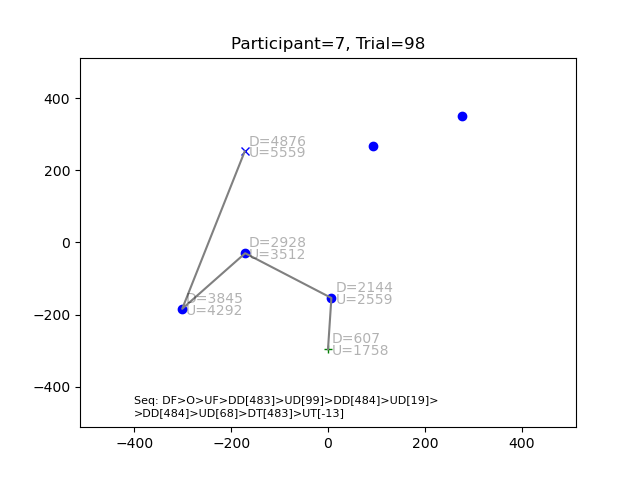 Participant=7, Trial=98
400
200
0
−200
−400
D=4876
U=5559
D=2928
U=3512
D=3845
U=4292
D=2144
U=2559
D=607
U=1758
Seq: DF>O>UF>DD[483]>UD[99]>DD[484]>UD[19]>
>DD[484]>UD[68]>DT[483]>UT[-13]
−400 −200 0 200 400